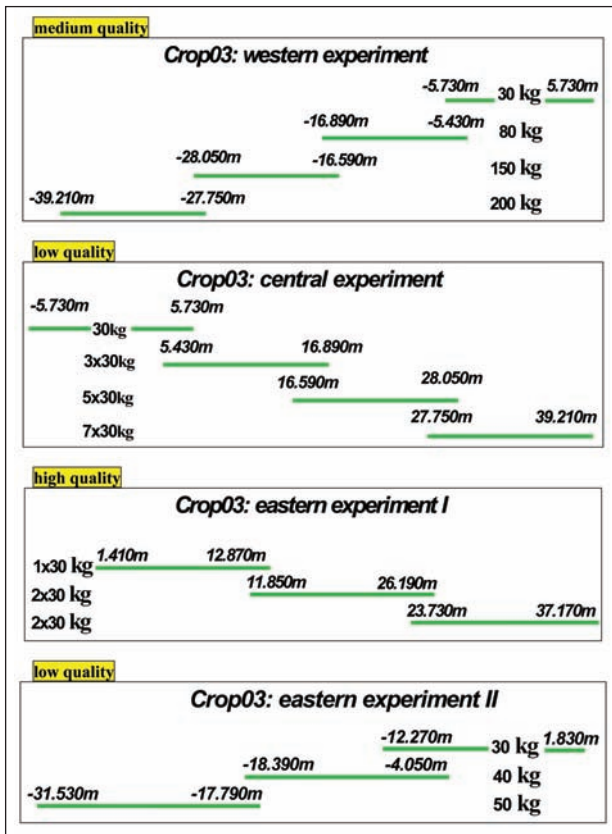 medium quality
Crop03: western experiment
-5.730m 30 kg 5.730m
-16.890m -5.430m
80 kg
-28.050m -16.590m
150 kg
-39.210m -27.750m
200 kg
low quality
Crop03: central experiment
-5.730m 5.730m
30kg
5.430m 16.890m
3x30kg
16.590m 28.050m
5x30kg
27.750m 39.210m
7x30kg
high quality
Crop03: eastern experiment I
1.410m 12.870m
1x30 kg
11.850m 26.190m
2x30 kg
23.730m 37.170m
2x30 kg
low quality
Crop03: eastern experiment II
-12.270m 30 kg 1.830m
-18.390m -4.050m
40 kg
-31.530m -17.790m
50 kg